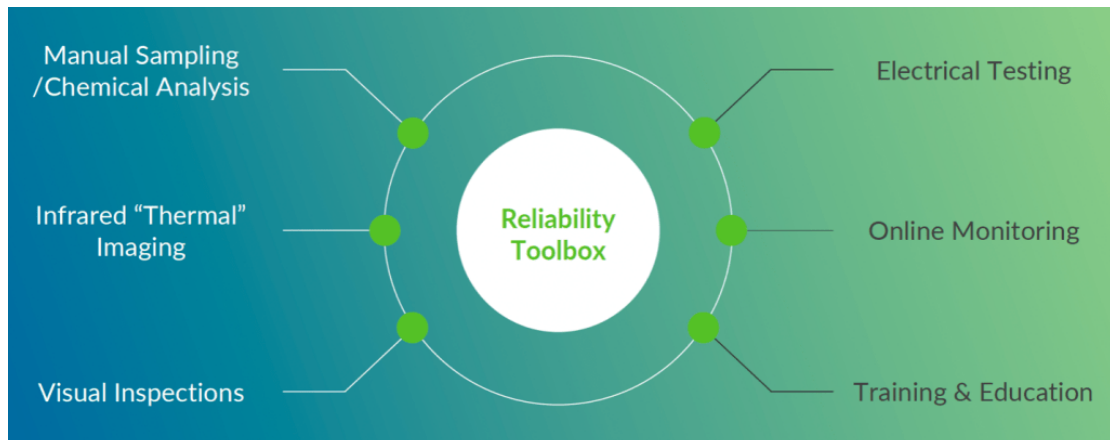 Manual Sampling
/Chemical Analysis
Infrared “Thermal”
Imaging
Visual Inspections
Reliability
Toolbox
Electrical Testing
Online Monitoring
Training & Education